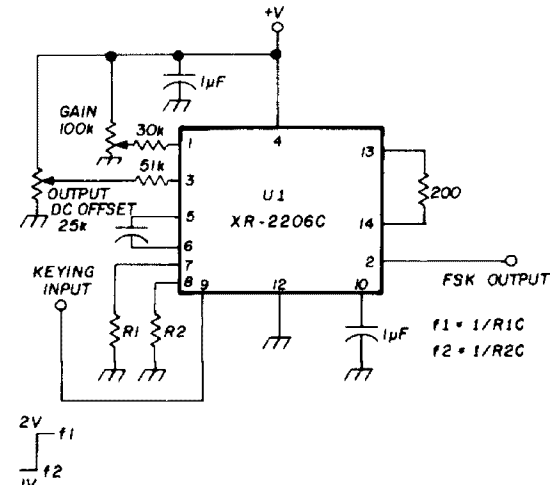 +V
1µF
GAIN
100k
30k
1
4
13
51k
3
U1
XR-2206C
200
OUTPUT
DC OFFSET
25k
5
14
6
2
KEYING
INPUT
7
8
9
12
10
FSK OUTPUT
R1
R2
1µF
f1 = 1/R1C
f2 = 1/R2C
2V
f1
f2
1V